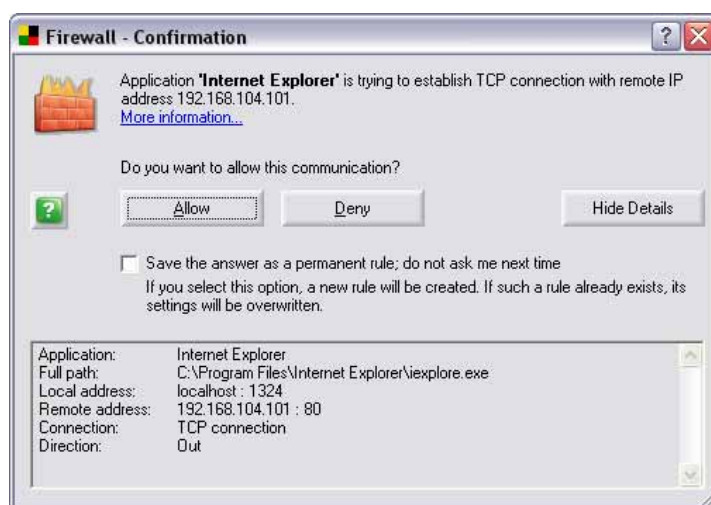 Firewall - Confirmation
Application 'Internet Explorer' is trying to establish TCP connection with remote IP
address 192.168.104.101.
More information...
Do you want to allow this communication?
Allow Deny Hide Details
Save the answer as a permanent rule; do not ask me next time
If you select this option, a new rule will be created. If such a rule already exists, its
settings will be overwritten.
Application: Internet Explorer
Full path: C:\Program Files\Internet Explorer\iexplore.exe
Local address: localhost : 1324
Remote address: 192.168.104.101 : 80
Connection: TCP connection
Direction: Out